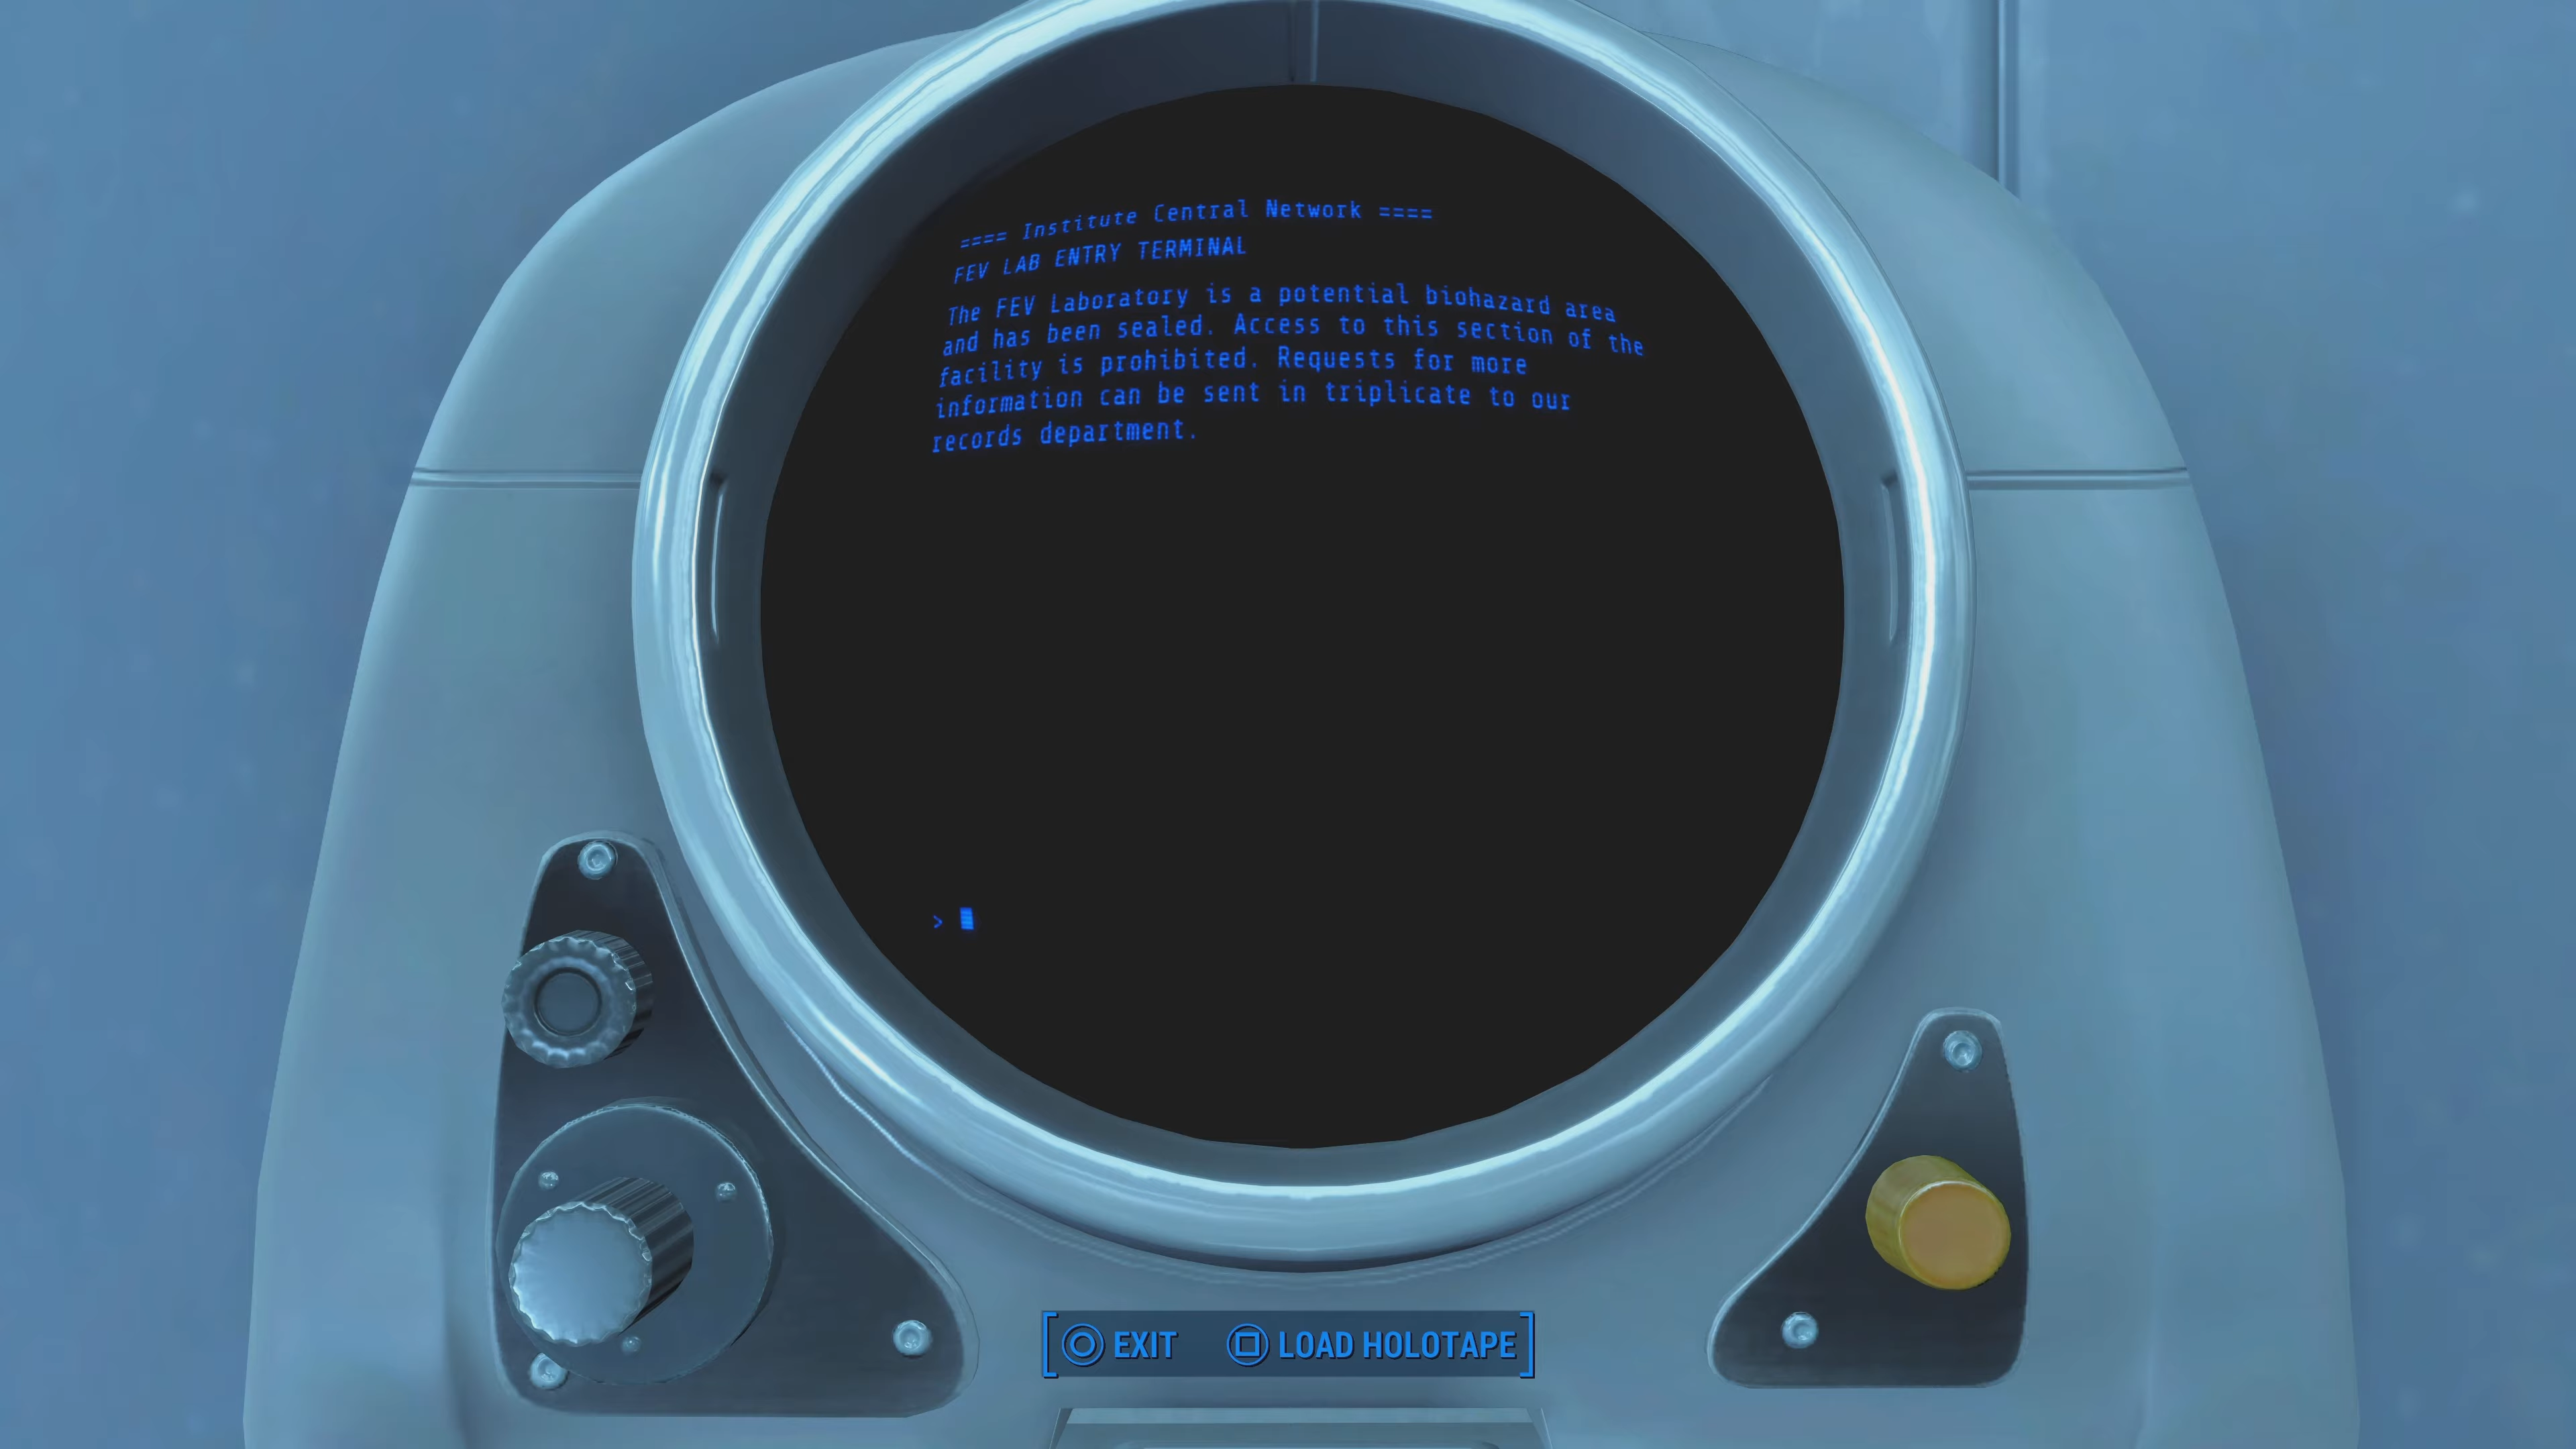 ==== Institute Central Network ====
FEV LAB ENTRY TERMINAL
The FEV Laboratory is a potential biohazard area
and has been sealed. Access to this section of the
facility is prohibited. Requests for more
information can be sent in triplicate to our
records department.
>
EXIT LOAD HOLOTAPE